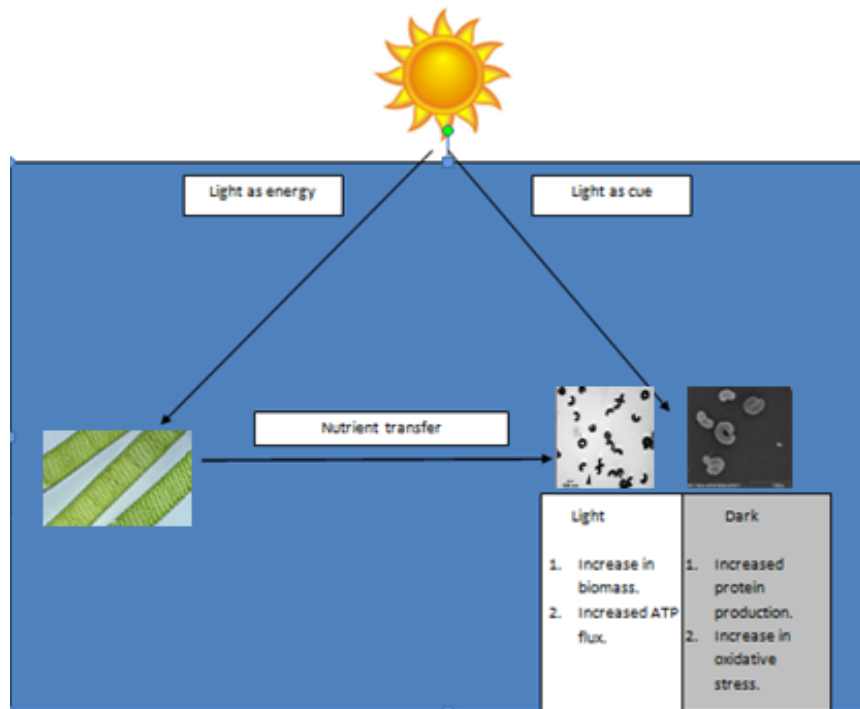 Light as energy
Light as cue
Nutrient transfer
Light
1. Increase in
biomass.
2. Increased ATP
flux.
Dark
1. Increased
protein
production.
2. Increase in
oxidative
stress.